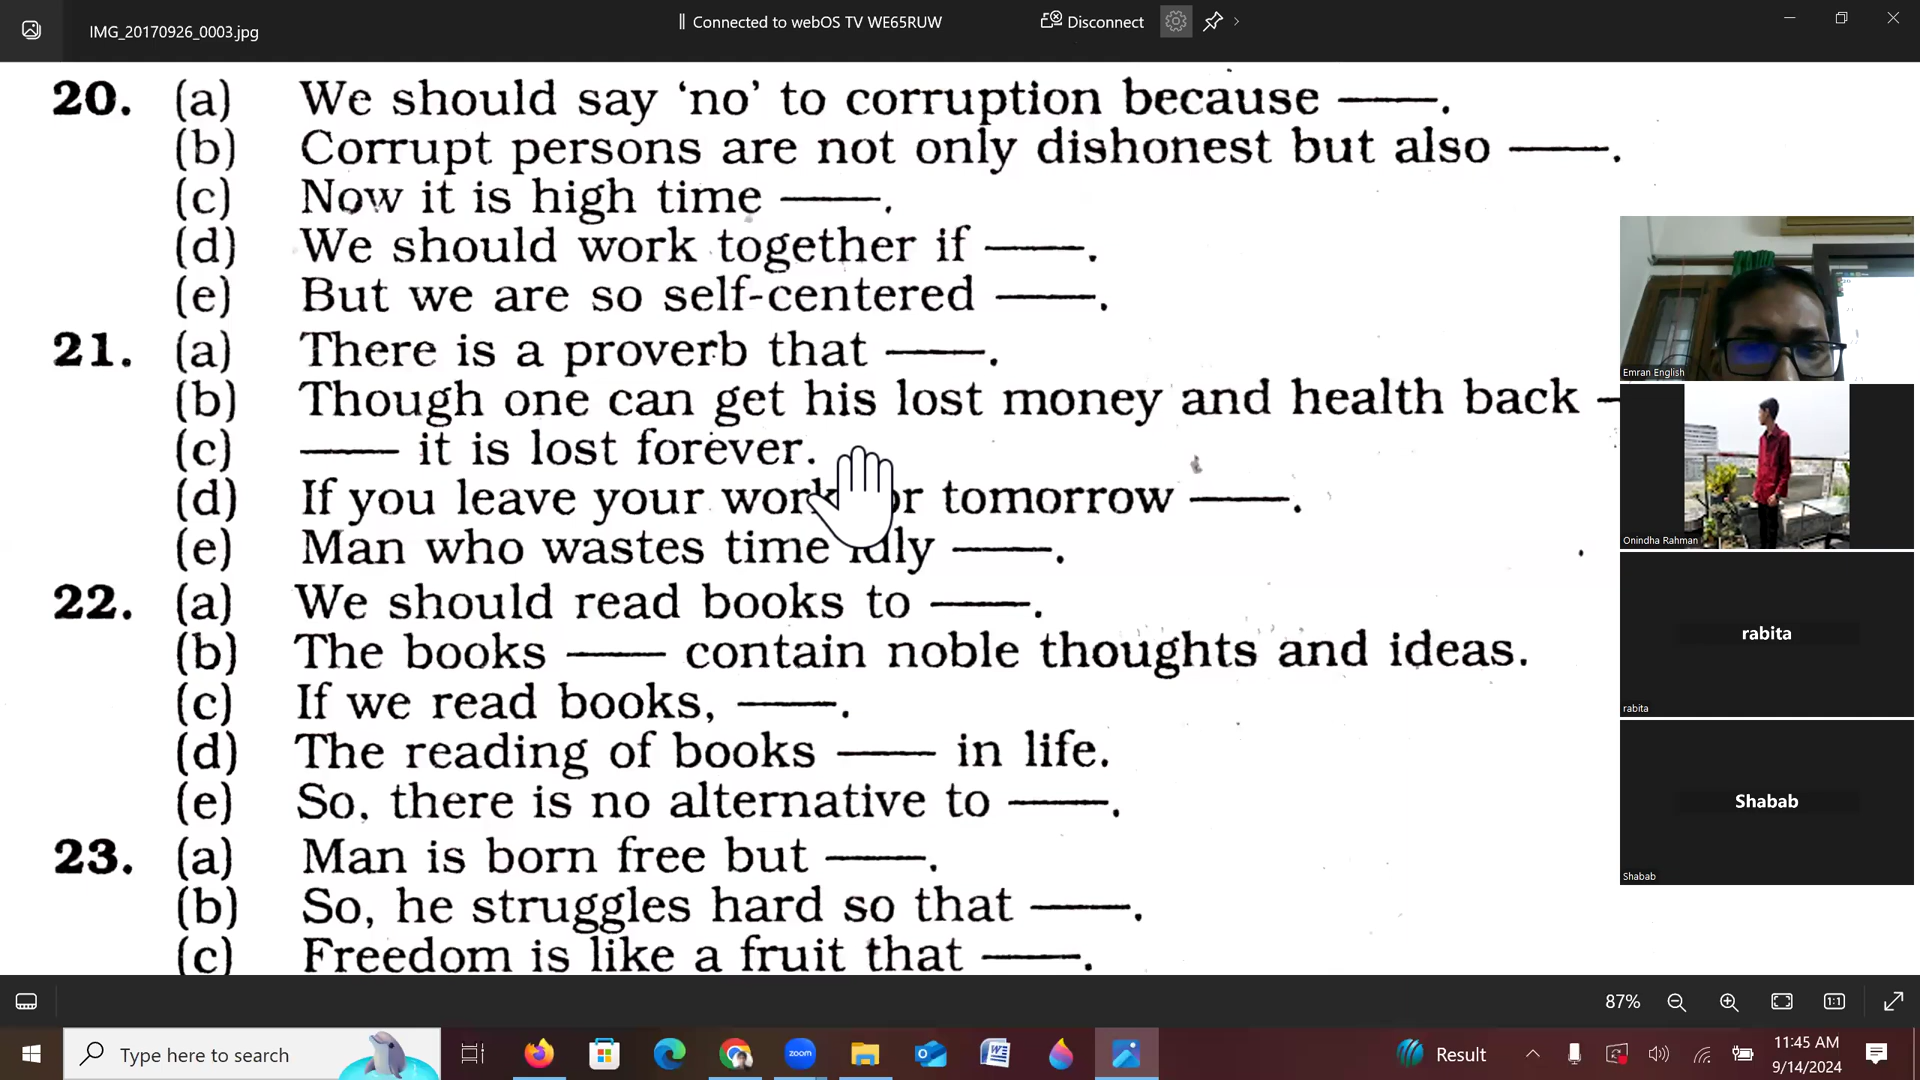 IMG_20170926_0003.jpg
Connected to webOS TV WE65RUW
Disconnect
20. (a) We should say ‘no’ to corruption because ——.
(b) Corrupt persons are not only dishonest but also ——.
(c) Now it is high time ——.
(d) We should work together if ——.
(e) But we are so self-centered ——.
21. (a) There is a proverb that ——.
(b) Though one can get his lost money and health back —
(c) —— it is lost forever.
(d) If you leave your work tomorrow ——.
(e) Man who wastes time idly ——.
22. (a) We should read books to ——.
(b) The books —— contain noble thoughts and ideas.
(c) If we read books, ——.
(d) The reading of books —— in life.
(e) So, there is no alternative to ——.
23. (a) Man is born free but ——.
(b) So, he struggles hard so that ——.
(c) Freedom is like a fruit that ——.
Emran English
Onindha Rahman
rabita
rabita
Shabab
Shabab
87%
1:1
Type here to search
zoom
Result
11:45 AM
9/14/2024